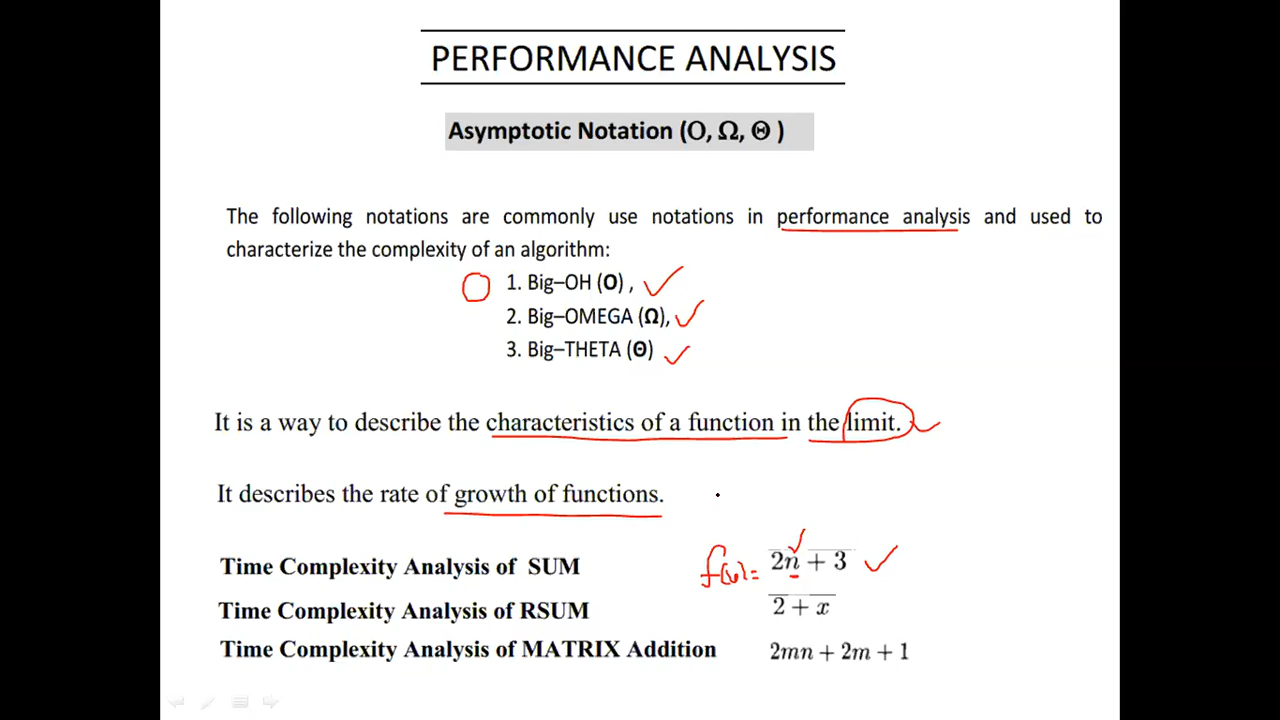 PERFORMANCE ANALYSIS
Asymptotic Notation (O, Ω, Θ )
The following notations are commonly use notations in performance analysis and used to
characterize the complexity of an algorithm:
1. Big–OH (O) ,
2. Big–OMEGA (Ω),
3. Big–THETA (Θ)
It is a way to describe the characteristics of a function in the limit.
It describes the rate of growth of functions.
Time Complexity Analysis of SUM f(n)= 2n + 3
Time Complexity Analysis of RSUM 2 + x
Time Complexity Analysis of MATRIX Addition 2mn + 2m + 1